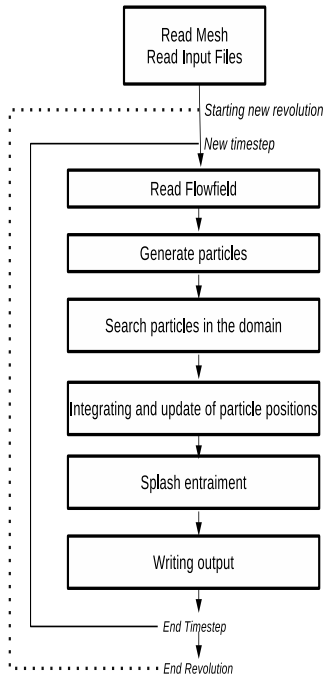 Read Mesh
Read Input Files
Starting new revolution
New timestep
Read Flowfield
Generate particles
Search particles in the domain
Integrating and update of particle positions
Splash entraiment
Writing output
End Timestep
End Revolution